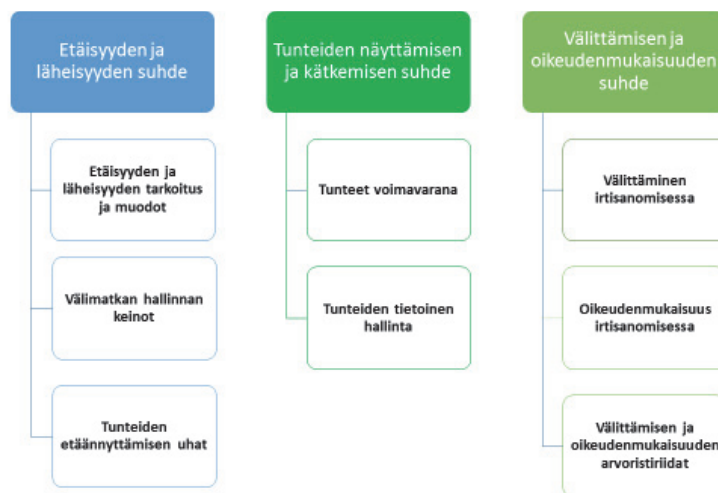 Etäisyyden ja
läheisyyden suhde
Etäisyyden ja
läheisyyden tarkoitus
ja muodot
Välimatkan hallinnan
keinot
Tunteiden
etäännyttämisen uhat
Tunteiden näyttämisen
ja kätkemisen suhde
Tunteet voimavarana
Tunteiden tietoinen
hallinta
Välittämisen ja
oikeudenmukaisuuden
suhde
Välittäminen
irtisanomisessa
Oikeudenmukaisuus
irtisanomisessa
Välittämisen ja
oikeudenmukaisuuden
arvoristiriidat